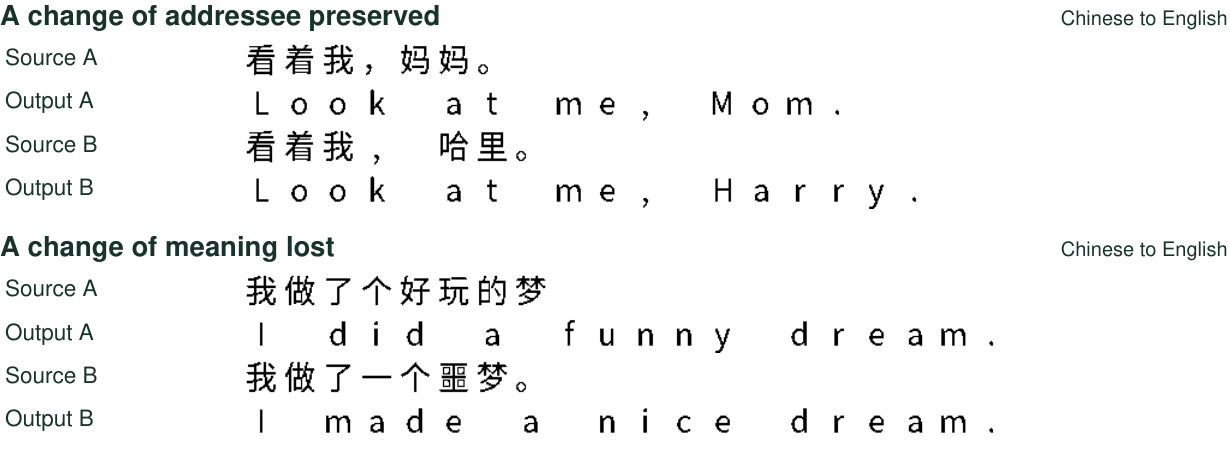 A change of addressee preserved Chinese to English
Source A 看着我，妈妈。
Output A Look at me, Mom.
Source B 看着我， 哈里。
Output B Look at me, Harry.
A change of meaning lost Chinese to English
Source A 我做了个好玩的梦
Output A I did a funny dream.
Source B 我做了一个噩梦。
Output B I made a nice dream.